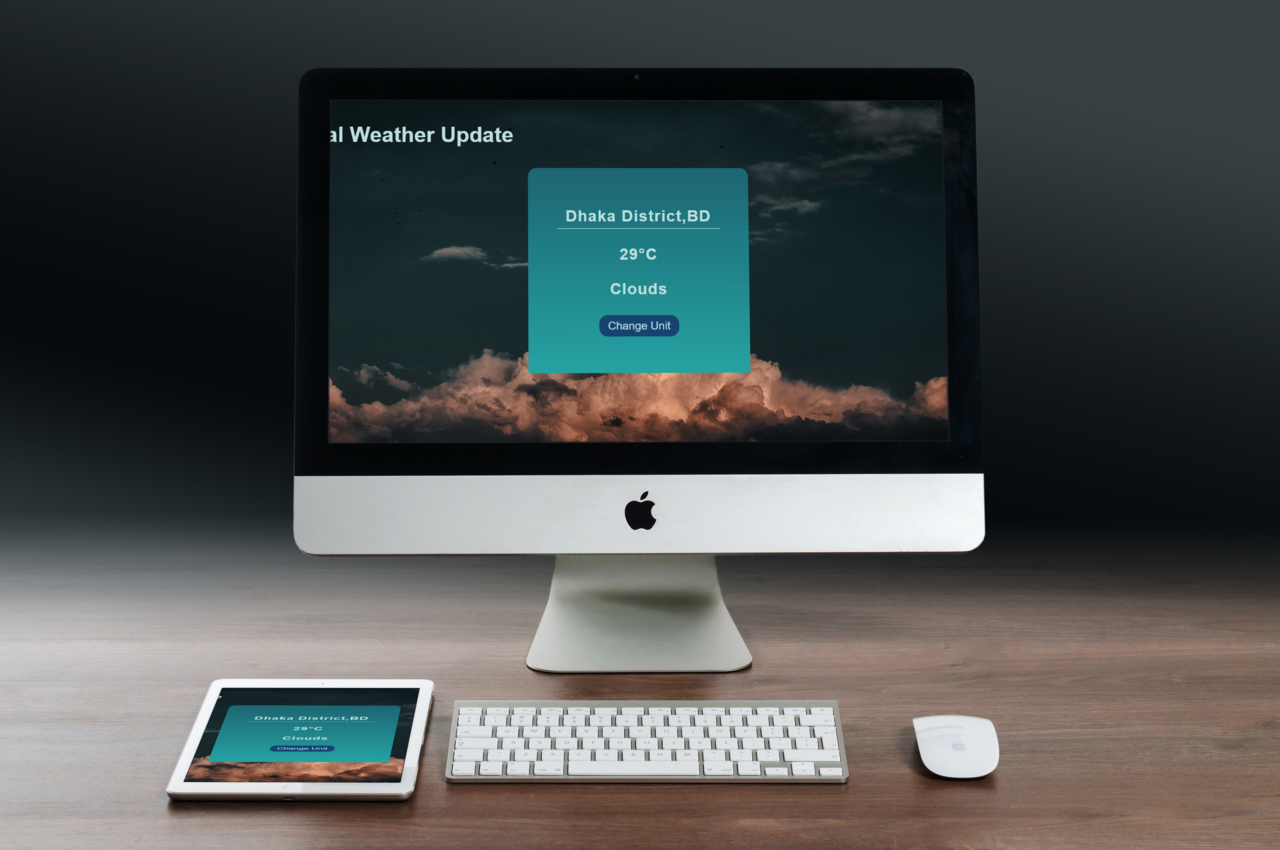 al Weather Update
Dhaka District,BD
29°C
Clouds
Change Unit
Dhaka District,BD
29°C
Clouds
Change Unit